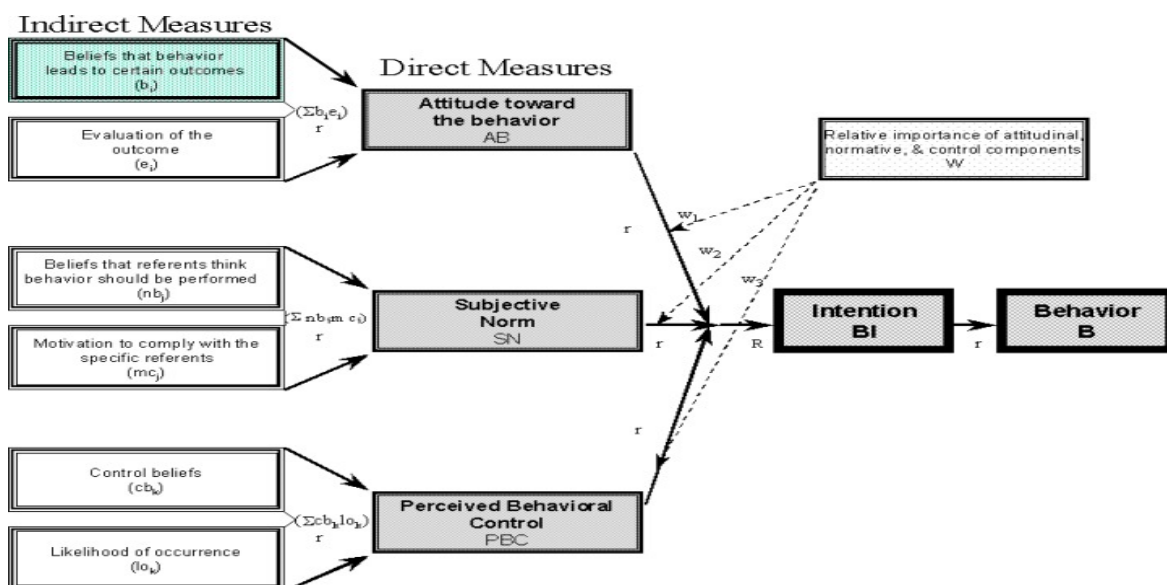 Indirect Measures
Beliefs that behavior
leads to certain outcomes
(bᵢ)
(Σbᵢeᵢ)
r
Evaluation of the
outcome
(eᵢ)
Direct Measures
Attitude toward
the behavior
AB
Relative importance of attitudinal,
normative, & control components
W
r
w₁
w₂
w₃
Beliefs that referents think
behavior should be performed
(nbⱼ)
(Σ nbⱼm cⱼ)
r
Motivation to comply with the
specific referents
(mcⱼ)
Subjective
Norm
SN
r
R
Intention
BI
r
Behavior
B
r
Control beliefs
(cbₖ)
(Σcbₖloₖ)
r
Likelihood of occurrence
(loₖ)
Perceived Behavioral
Control
PBC